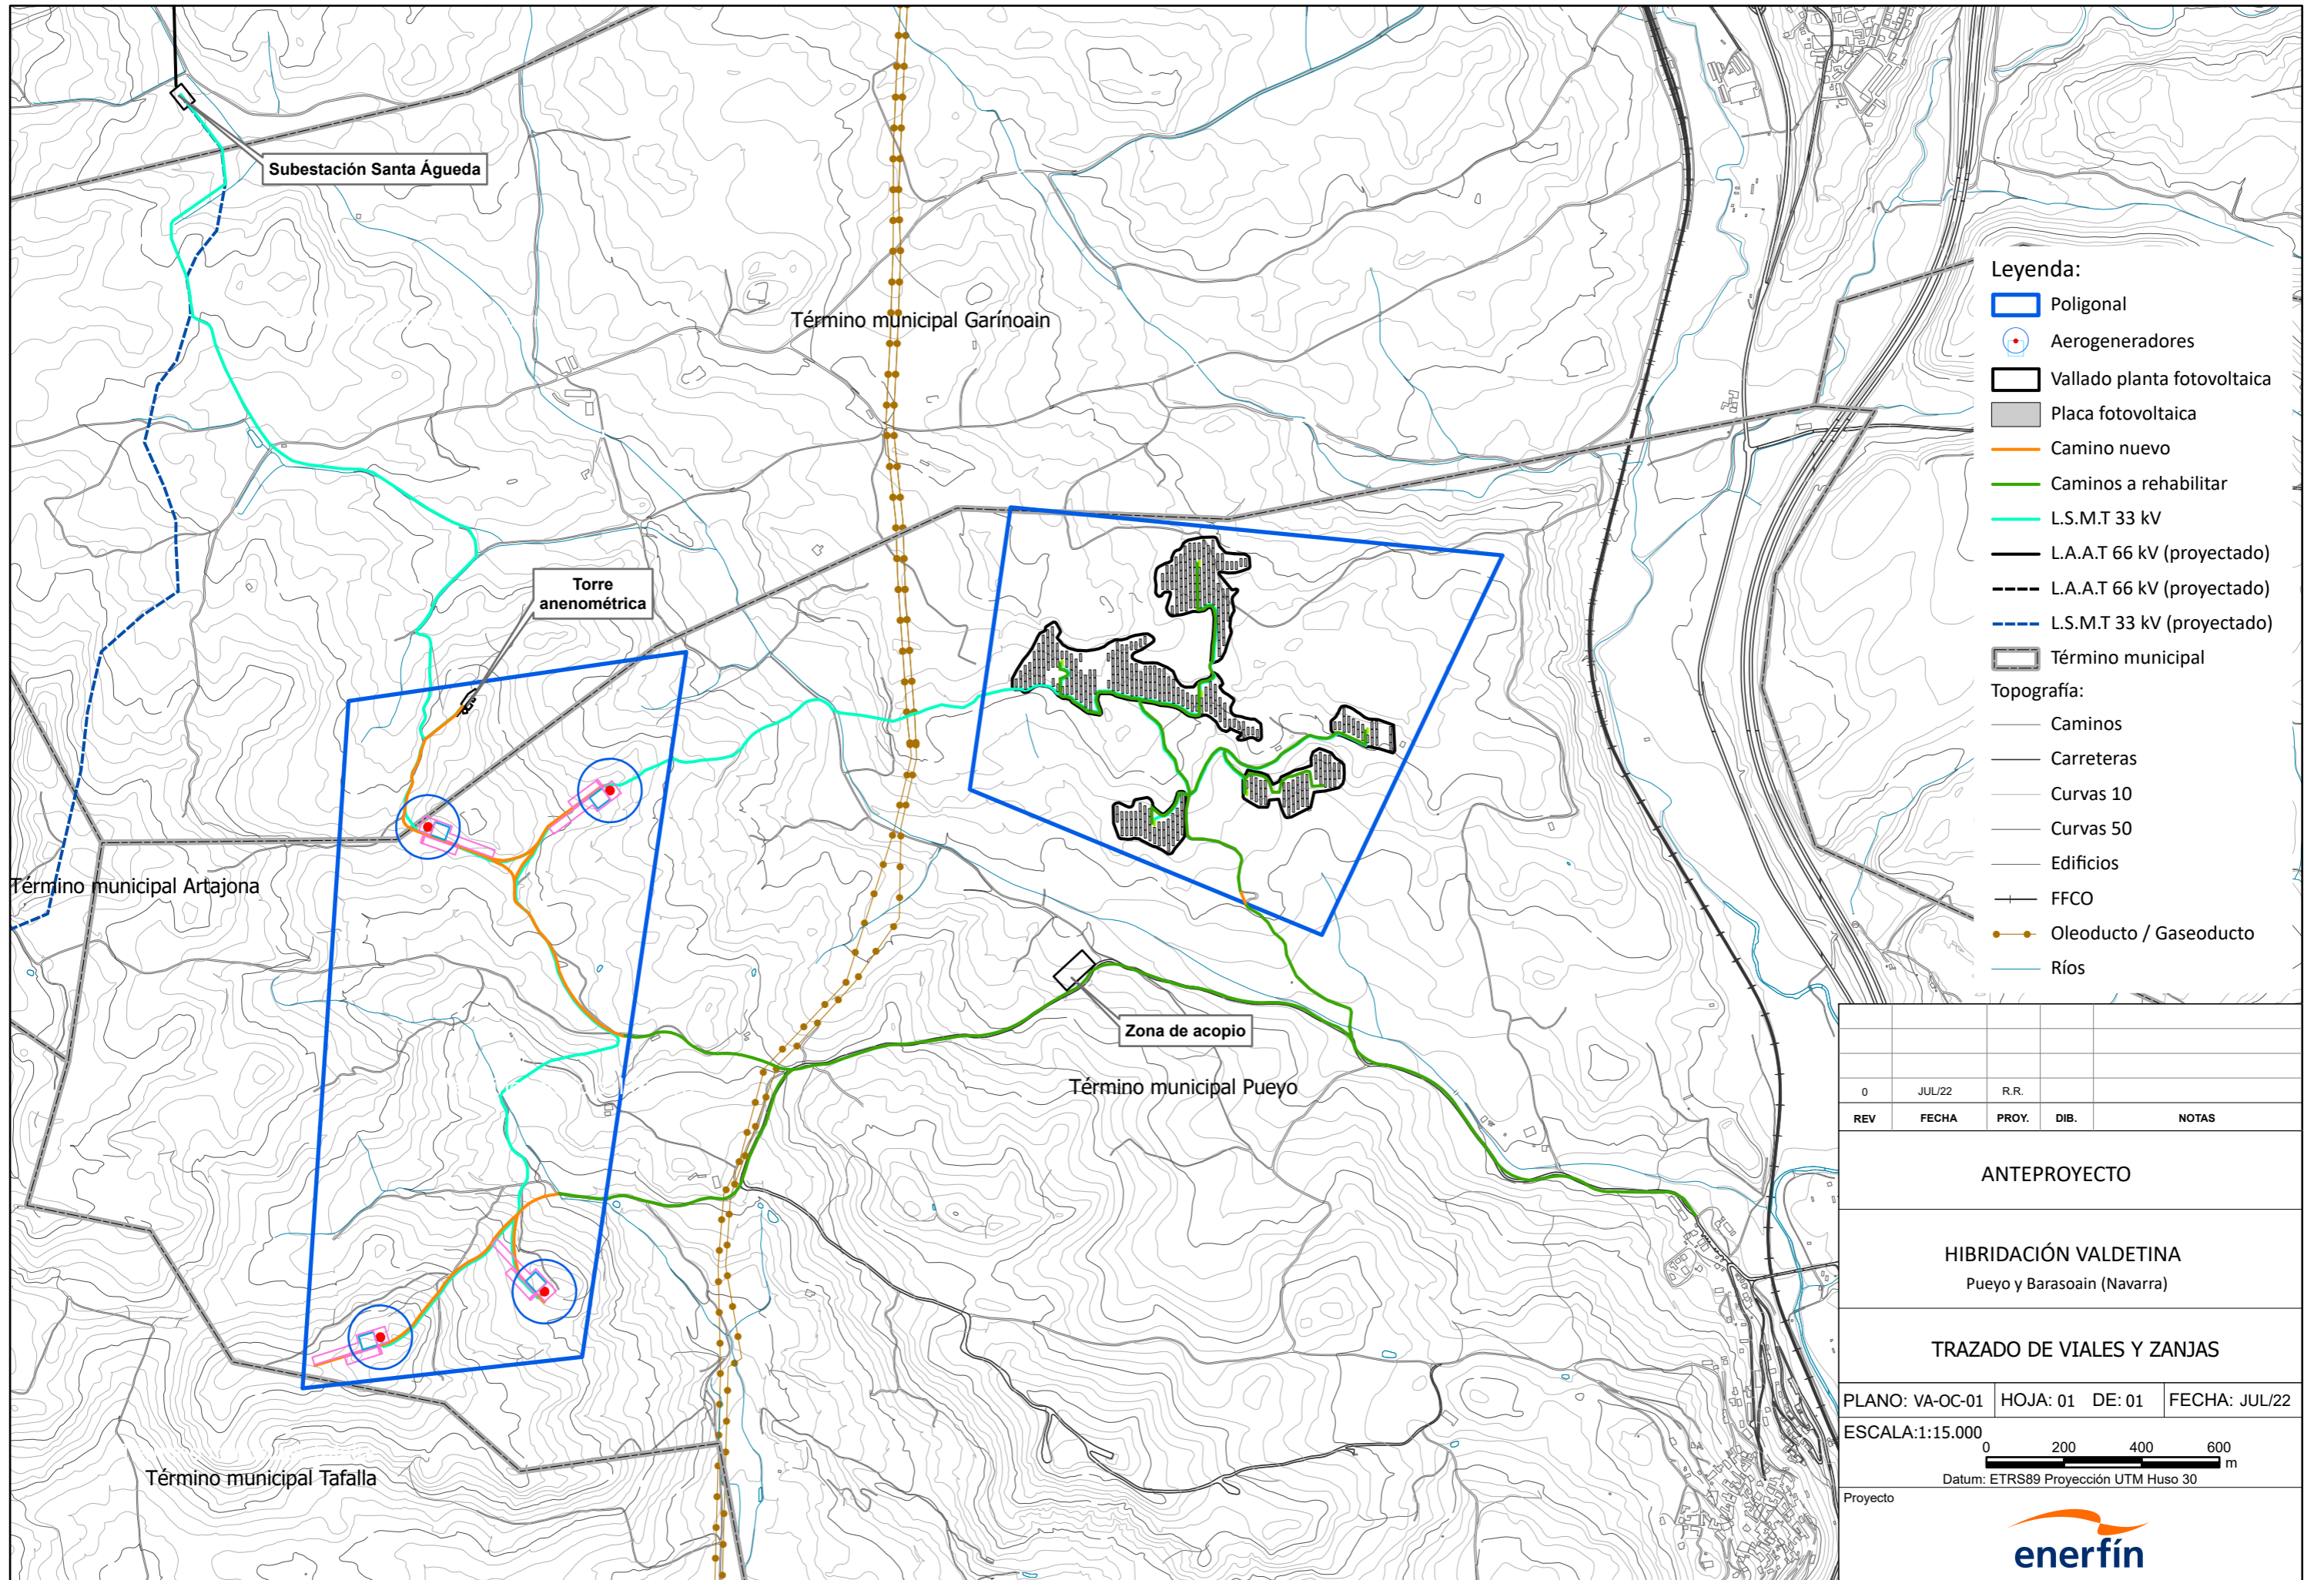 Subestación Santa Águeda
Término municipal Garínoain
Torre
anenométrica
Término municipal Artajona
Zona de acopio
Término municipal Pueyo
Término municipal Tafalla
Leyenda:
Poligonal
Aerogeneradores
Vallado planta fotovoltaica
Placa fotovoltaica
Camino nuevo
Caminos a rehabilitar
L.S.M.T 33 kV
L.A.A.T 66 kV (proyectado)
L.A.A.T 66 kV (proyectado)
L.S.M.T 33 kV (proyectado)
Término municipal
Topografía:
Caminos
Carreteras
Curvas 10
Curvas 50
Edificios
FFCO
Oleoducto / Gaseoducto
Ríos
0 JUL/22 R.R.
REV FECHA PROY. DIB. NOTAS
ANTEPROYECTO
HIBRIDACIÓN VALDETINA
Pueyo y Barasoain (Navarra)
TRAZADO DE VIALES Y ZANJAS
PLANO: VA-OC-01 HOJA: 01 DE: 01 FECHA: JUL/22
ESCALA:1:15.000
0 200 400 600
m
Datum: ETRS89 Proyección UTM Huso 30
Proyecto
enerfín